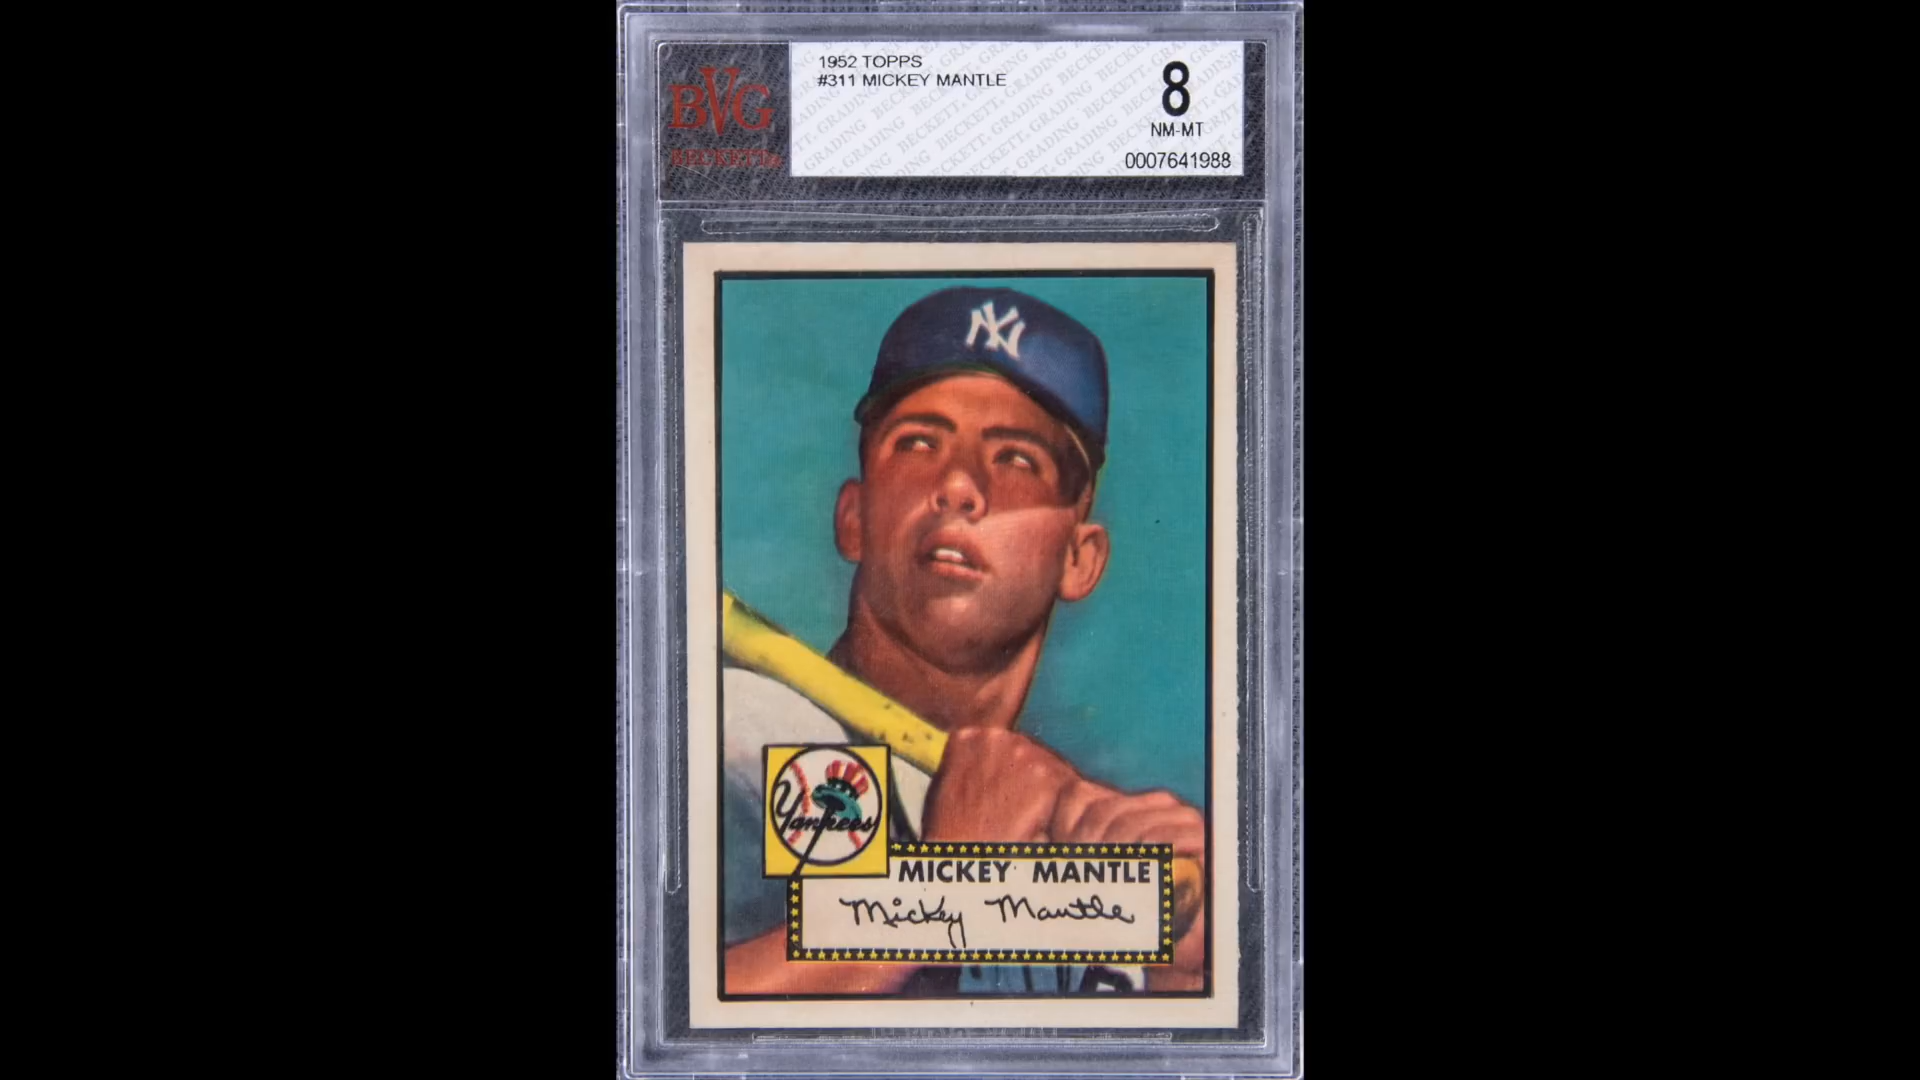 BVG
BECKETT
1952 TOPPS
#311 MICKEY MANTLE
8
NM-MT
0007641988
NY
Yankees
MICKEY MANTLE
Mickey Mantle